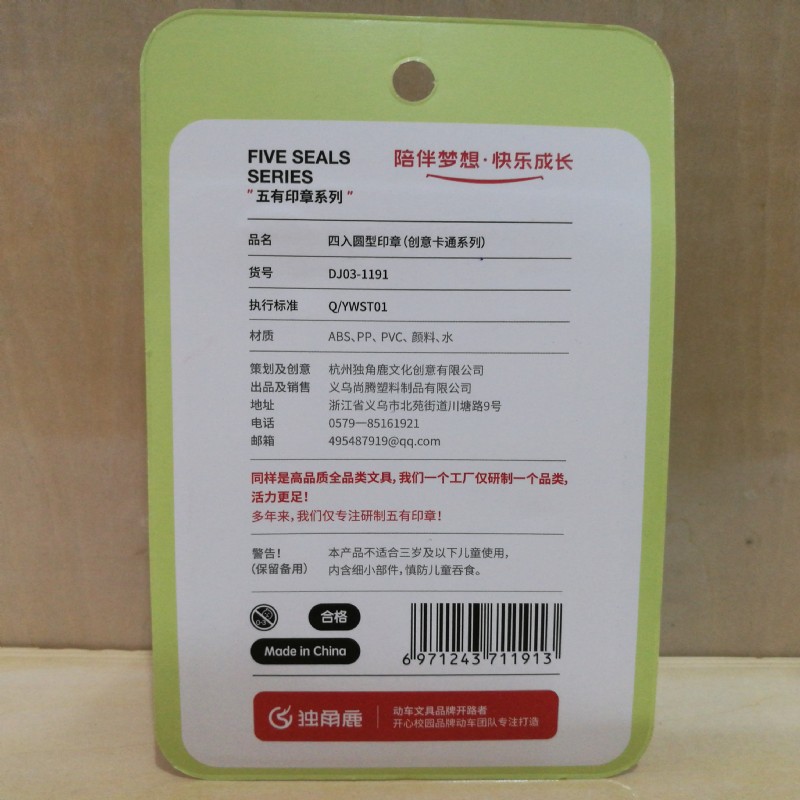 FIVE SEALS
SERIES
"五有印章系列"
陪伴梦想·快乐成长
品名 四入圆型印章(创意卡通系列)
货号 DJ03-1191
执行标准 Q/YWST01
材质 ABS、PP、PVC、颜料、水
策划及创意 杭州独角鹿文化创意有限公司
出品及销售 义乌尚腾塑料制品有限公司
地址 浙江省义乌市北苑街道川塘路9号
电话 0579—85161921
邮箱 495487919@qq.com
同样是高品质全品类文具,我们一个工厂仅研制一个品类,
活力更足!
多年来,我们仅专注研制五有印章!
警告! 本产品不适合三岁及以下儿童使用,
(保留备用) 内含细小部件,慎防儿童吞食。
0-3
合格
Made in China
6 971243 711913
独角鹿
动车文具品牌开路者
开心校园品牌动车团队专注打造